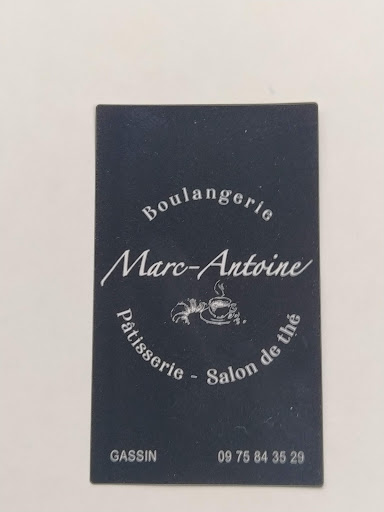 Boulangerie
Marc-Antoine
Pâtisserie - Salon de thé
GASSIN 09 75 84 35 29